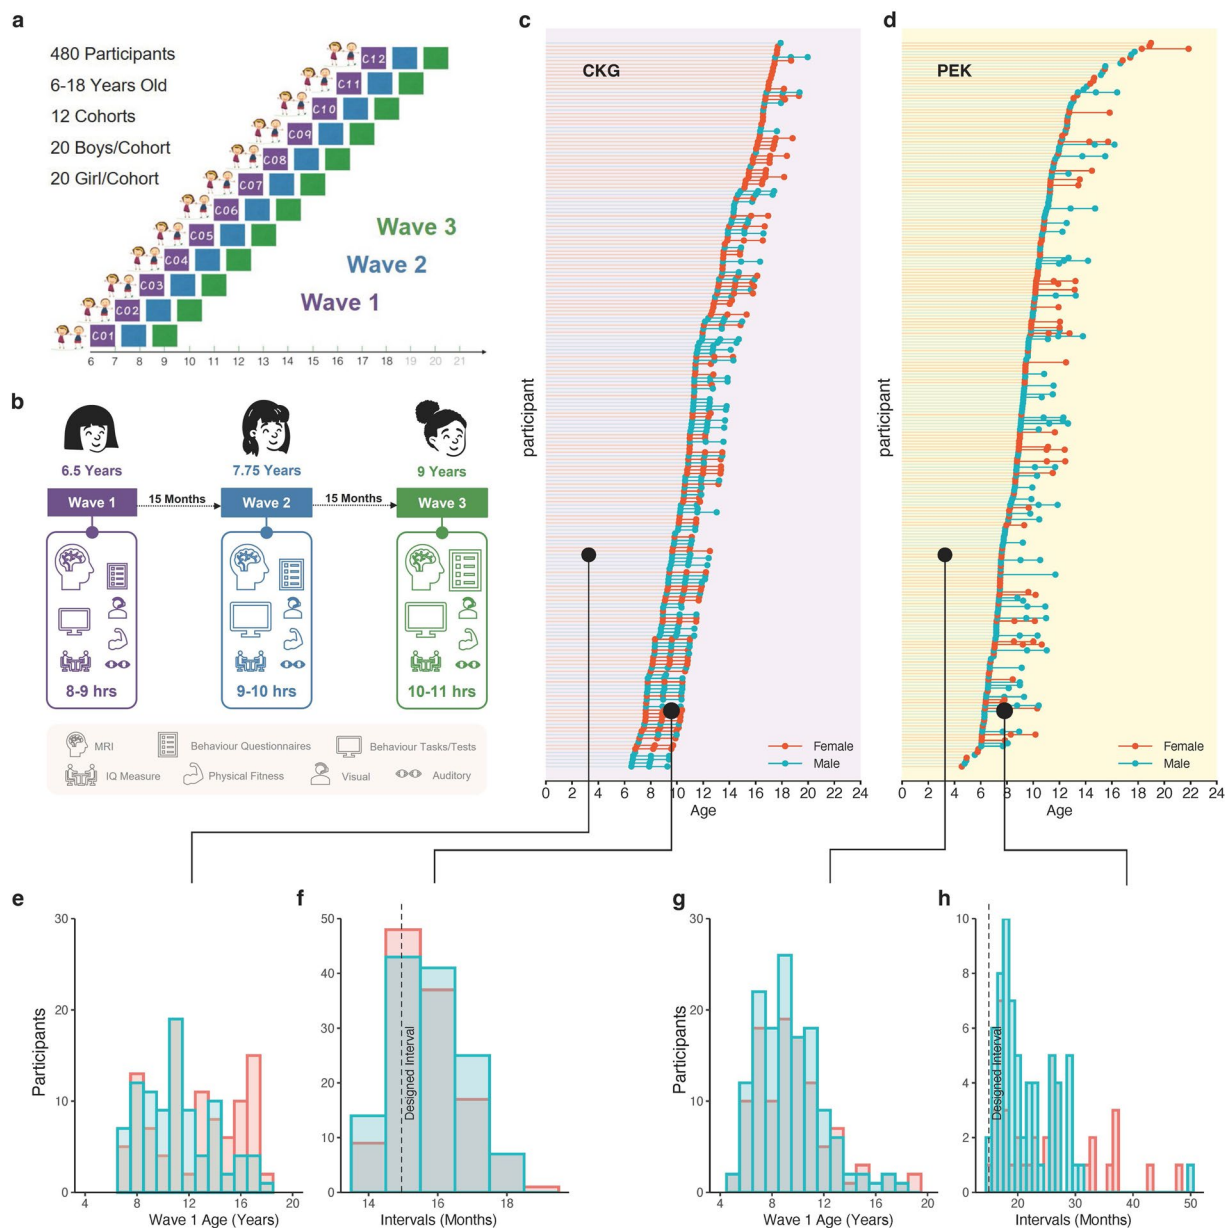 a
480 Participants
6-18 Years Old
12 Cohorts
20 Boys/Cohort
20 Girl/Cohort
C12
C11
C10
C09
C08
C07
C06
C05
C04
C03
C02
C01
Wave 3
Wave 2
Wave 1
6 7 8 9 10 11 12 13 14 15 16 17 18 19 20 21
b
6.5 Years 7.75 Years 9 Years
Wave 1 15 Months Wave 2 15 Months Wave 3
8-9 hrs 9-10 hrs 10-11 hrs
MRI Behaviour Questionnaires Behaviour Tasks/Tests
IQ Measure Physical Fitness Visual Auditory
c
CKG
participant
Female
Male
0 2 4 6 8 10 12 14 16 18 20 22 24
Age
d
PEK
participant
Female
Male
0 2 4 6 8 10 12 14 16 18 20 22 24
Age
e
30
20
10
0
Participants
4 8 12 16 20
Wave 1 Age (Years)
f
50
40
30
20
10
0
Designed Interval
14 16 18
Intervals (Months)
g
30
20
10
0
Participants
4 8 12 16 20
Wave 1 Age (Years)
h
10
8
6
4
2
0
Designed Interval
20 30 40 50
Intervals (Months)